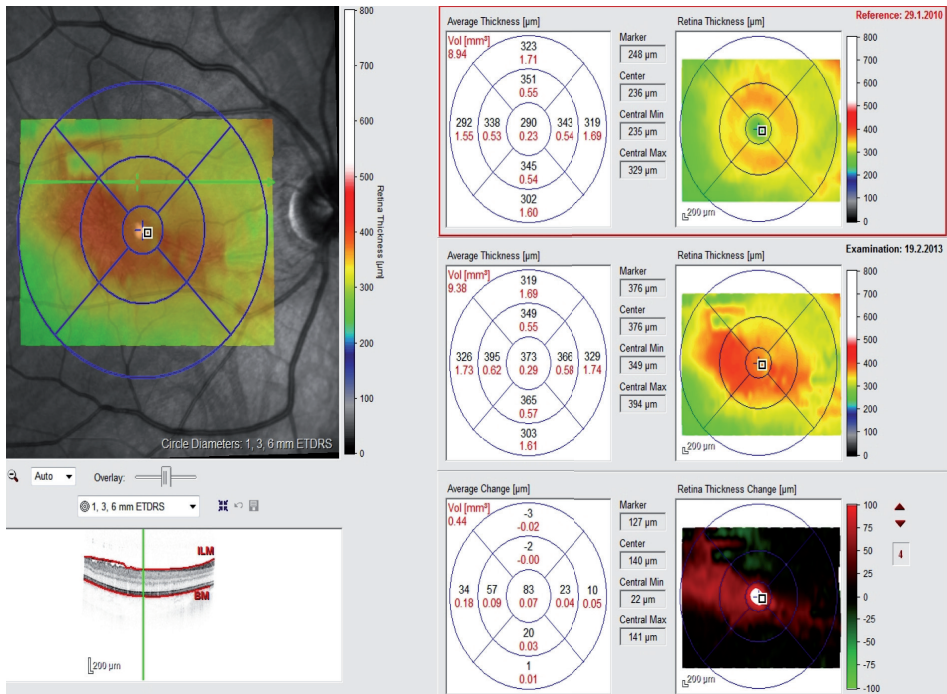 800
700
600
500
400
300
200
100
0
Retina Thickness [µm]
Circle Diameters: 1, 3, 6 mm ETDRS
Auto
Overlay:
1, 3, 6 mm ETDRS
ILM
BM
200 µm
Reference: 29.1.2010
Average Thickness [µm]
Vol [mm³]
8.94
323
1.71
351
0.55
292 338 290 343 319
1.55 0.53 0.23 0.54 1.69
345
0.54
302
1.60
Marker
248 µm
Center
236 µm
Central Min
235 µm
Central Max
329 µm
Retina Thickness [µm]
200 µm
800
700
600
500
400
300
200
100
0
Examination: 19.2.2013
Average Thickness [µm]
Vol [mm³]
9.38
319
1.69
349
0.55
326 395 373 366 329
1.73 0.62 0.29 0.58 1.74
365
0.57
303
1.61
Marker
376 µm
Center
376 µm
Central Min
349 µm
Central Max
394 µm
Retina Thickness [µm]
200 µm
800
700
600
500
400
300
200
100
0
Average Change [µm]
Vol [mm³]
0.44
-3
-0.02
-2
-0.00
34 57 83 23 10
0.18 0.09 0.07 0.04 0.05
20
0.03
1
0.01
Marker
127 µm
Center
140 µm
Central Min
22 µm
Central Max
141 µm
Retina Thickness Change [µm]
200 µm
100
75
50
25
0
-25
-50
-75
-100
4